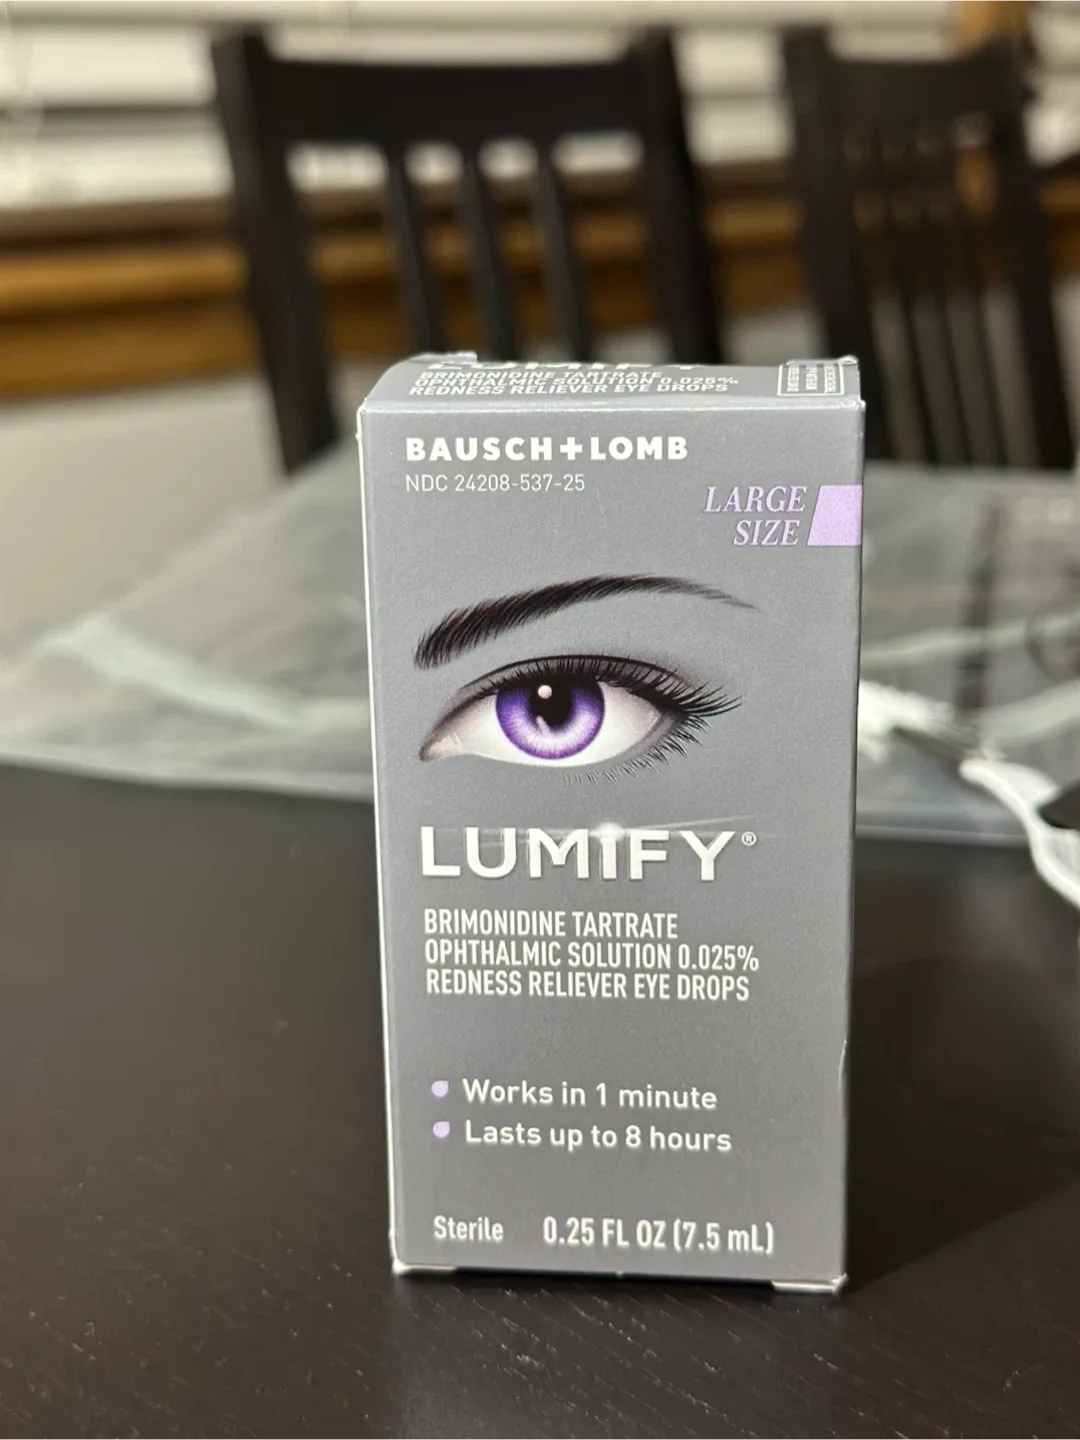 LUMIFY
BRIMONIDINE TARTRATE
OPHTHALMIC SOLUTION 0.025%
REDNESS RELIEVER EYE DROPS
BAUSCH+LOMB
NDC 24208-537-25
LARGE
SIZE
LUMIFY®
BRIMONIDINE TARTRATE
OPHTHALMIC SOLUTION 0.025%
REDNESS RELIEVER EYE DROPS
Works in 1 minute
Lasts up to 8 hours
Sterile 0.25 FL OZ (7.5 mL)